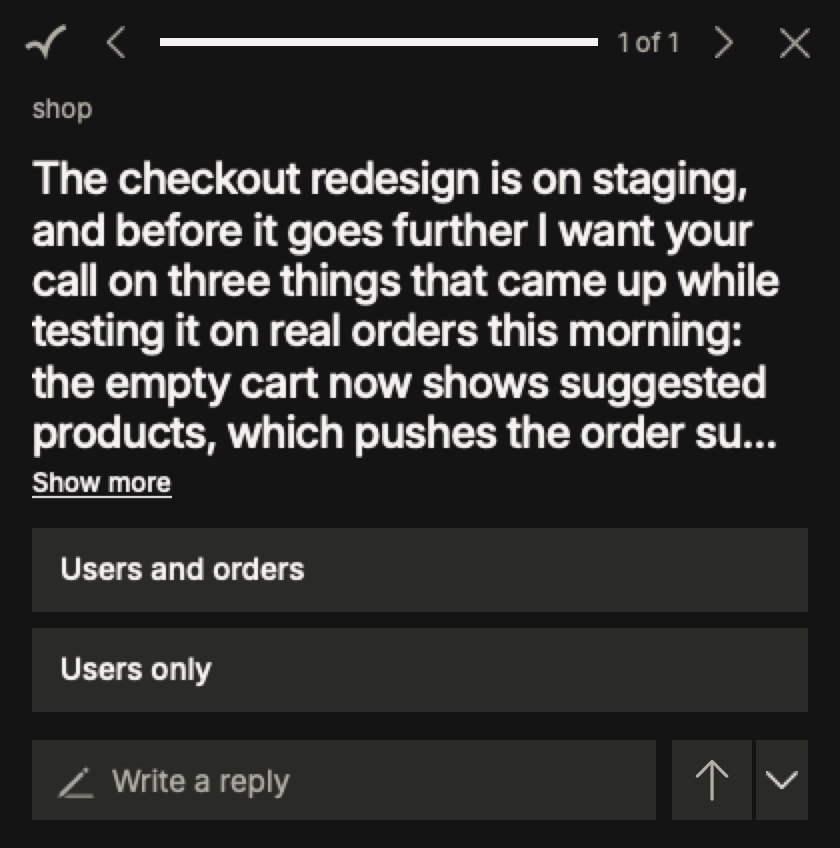 1 of 1
shop
The checkout redesign is on staging,
and before it goes further I want your
call on three things that came up while
testing it on real orders this morning:
the empty cart now shows suggested
products, which pushes the order su...
Show more
Users and orders
Users only
Write a reply